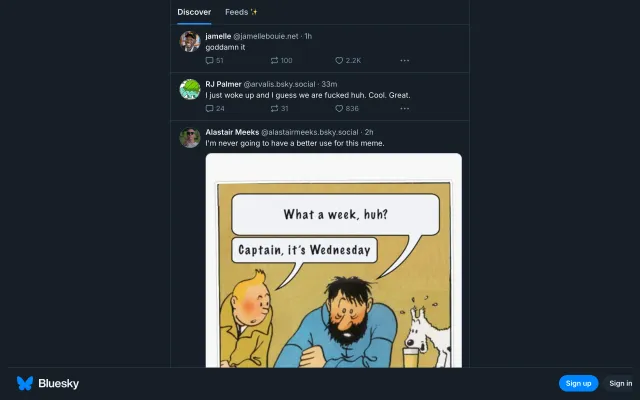 Discover
Feeds ✨
jamelle @jamellebouie.net · 1h
goddamn it
51
100
2.2K
RJ Palmer @arvalis.bsky.social · 33m
I just woke up and I guess we are fucked huh. Cool. Great.
24
31
836
Alastair Meeks @alastairmeeks.bsky.social · 2h
I'm never going to have a better use for this meme.
What a week, huh?
Captain, it's Wednesday
Bluesky
Sign up
Sign in